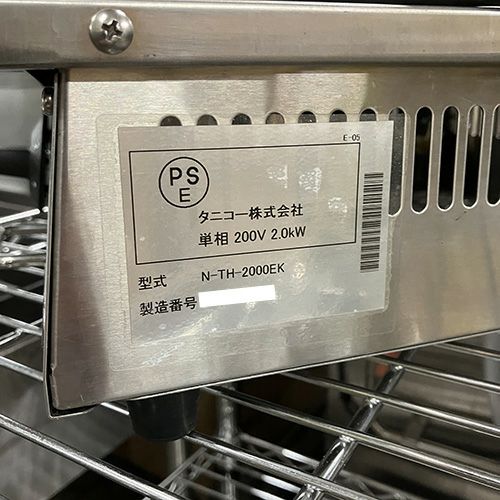 E-05
PS
E
タニコー株式会社
単相 200V 2.0kW
型式 N-TH-2000EK
製造番号